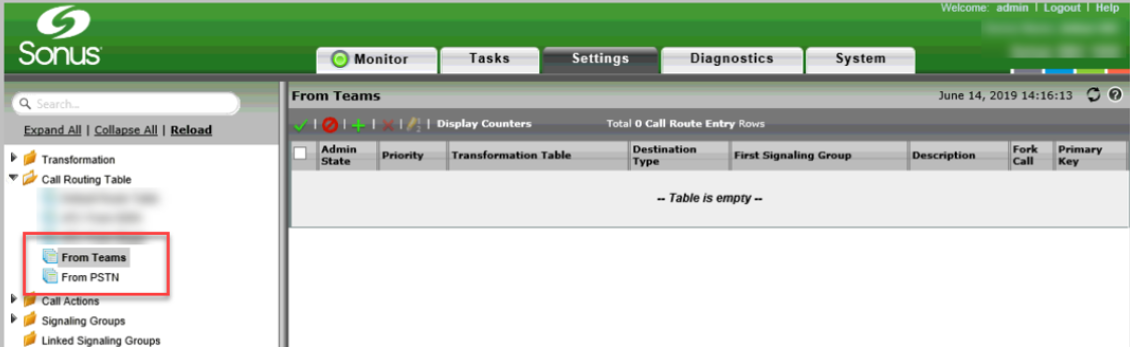 Welcome: admin | Logout | Help
Sonus
Monitor
Tasks
Settings
Diagnostics
System
Search...
Expand All | Collapse All | Reload
Transformation
Call Routing Table
From Teams
From PSTN
Call Actions
Signaling Groups
Linked Signaling Groups
From Teams
June 14, 2019 14:16:13
Display Counters
Total 0 Call Route Entry Rows
Admin State
Priority
Transformation Table
Destination Type
First Signaling Group
Description
Fork Call
Primary Key
-- Table is empty --